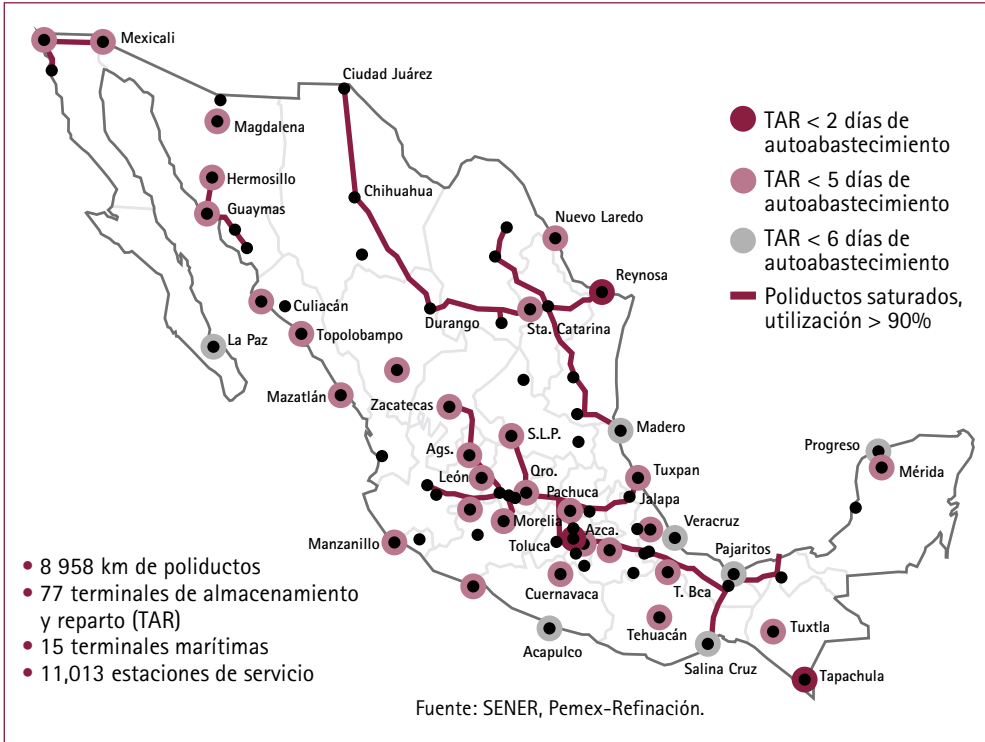 Mexicali
Ciudad Juárez
Magdalena
Hermosillo
Chihuahua
Guaymas
Nuevo Laredo
Reynosa
Culiacán
Durango
Sta. Catarina
La Paz
Topolobampo
Mazatlán
Zacatecas
Madero
S.L.P.
Progreso
Ags.
Mérida
León
Qro.
Tuxpan
Pachuca
Jalapa
Morelia
Azca.
Veracruz
Manzanillo
Toluca
Pajaritos
Cuernavaca
T. Bca
Tehuacán
Tuxtla
Acapulco
Salina Cruz
Tapachula
TAR < 2 días de
autoabastecimiento
TAR < 5 días de
autoabastecimiento
TAR < 6 días de
autoabastecimiento
Poliductos saturados,
utilización > 90%
• 8 958 km de poliductos
• 77 terminales de almacenamiento
y reparto (TAR)
• 15 terminales marítimas
• 11,013 estaciones de servicio
Fuente: SENER, Pemex-Refinación.